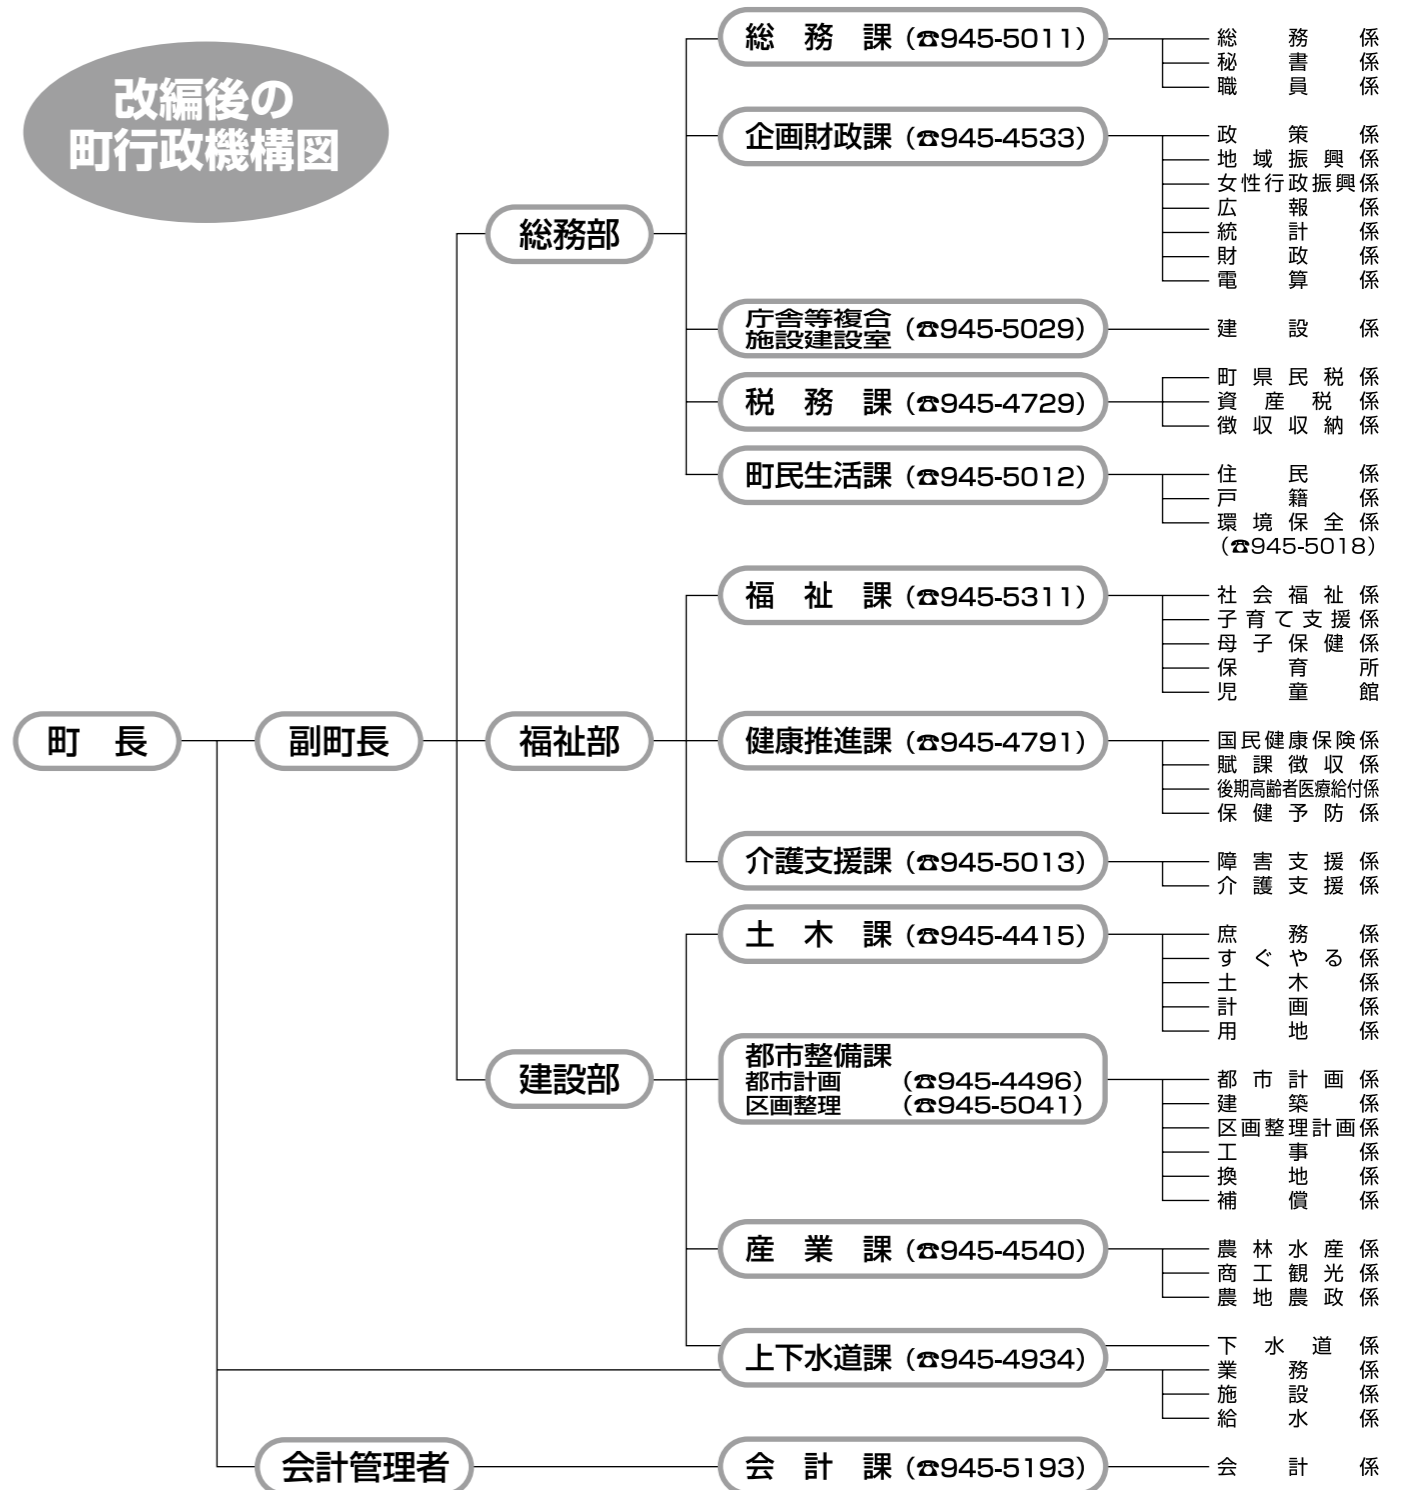 改編後の
町行政機構図
町長
副町長
総務部
総務課（☎945-5011）
総務係
秘書係
職員係
企画財政課（☎945-4533）
政策係
地域振興係
女性行政振興係
広報係
統計係
財政係
電算係
庁舎等複合
施設建設室（☎945-5029）
建設係
税務課（☎945-4729）
町県民税係
資産税係
徴収収納係
町民生活課（☎945-5012）
住民係
戸籍係
環境保全係
（☎945-5018）
福祉部
福祉課（☎945-5311）
社会福祉係
子育て支援係
母子保健係
保育所
児童館
健康推進課（☎945-4791）
国民健康保険係
賦課徴収係
後期高齢者医療給付係
保健予防係
介護支援課（☎945-5013）
障害支援係
介護支援係
建設部
土木課（☎945-4415）
庶務係
すぐやる係
土木係
計画係
用地係
都市整備課
都市計画（☎945-4496）
区画整理（☎945-5041）
都市計画係
建築係
区画整理計画係
工事係
換地係
補償係
産業課（☎945-4540）
農林水産係
商工観光係
農地農政係
上下水道課（☎945-4934）
下水道係
業務係
施設係
給水係
会計管理者
会計課（☎945-5193）
会計係